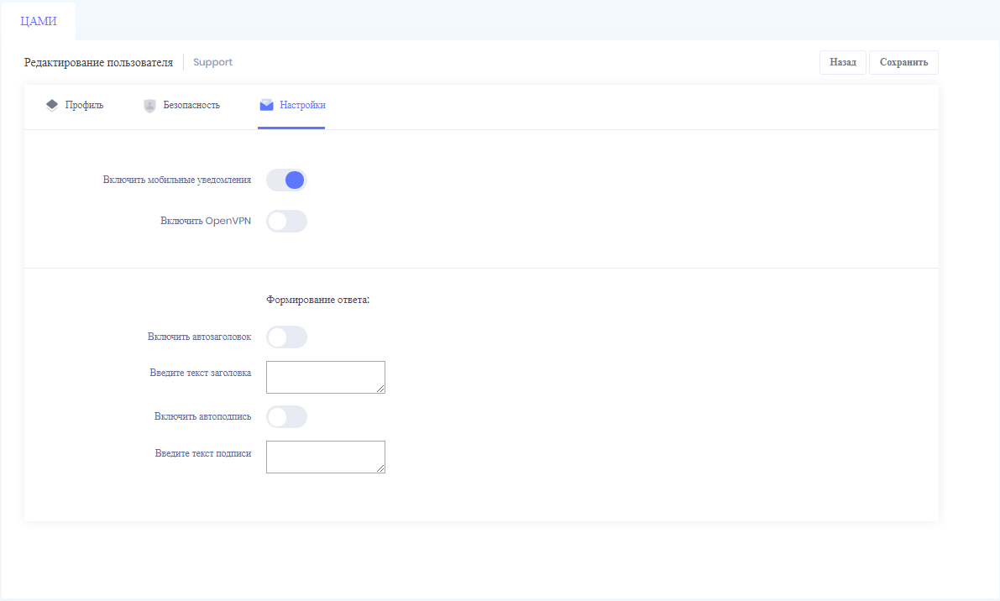 ЦАМИ
Редактирование пользователя Support Назад Сохранить
Профиль Безопасность Настройки
Включить мобильные уведомления
Включить OpenVPN
Формирование ответа:
Включить автозаголовок
Введите текст заголовка
Включить автоподпись
Введите текст подписи